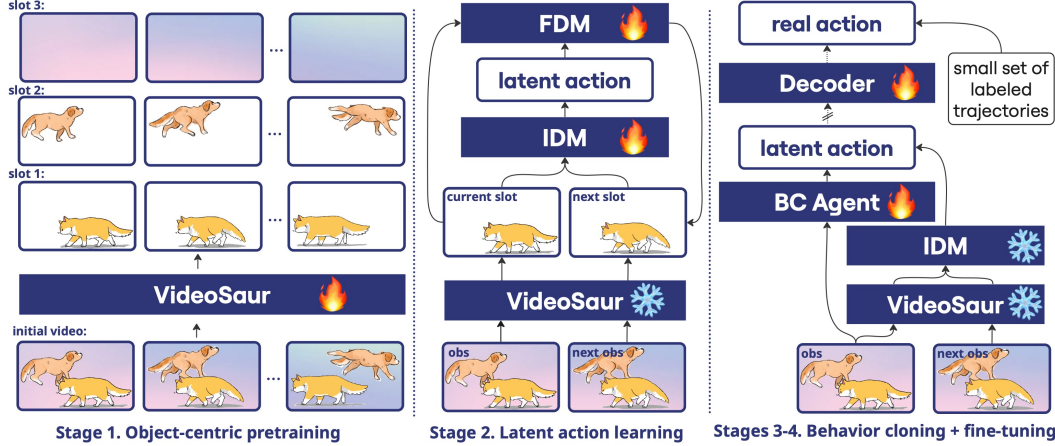 slot 3:
...
slot 2:
...
slot 1:
...
VideoSaur
initial video:
...
Stage 1. Object-centric pretraining
FDM
latent action
IDM
current slot
next slot
VideoSaur
obs
next obs
Stage 2. Latent action learning
real action
small set of
labeled
trajectories
Decoder
latent action
BC Agent
IDM
VideoSaur
obs
next obs
Stages 3-4. Behavior cloning + fine-tuning